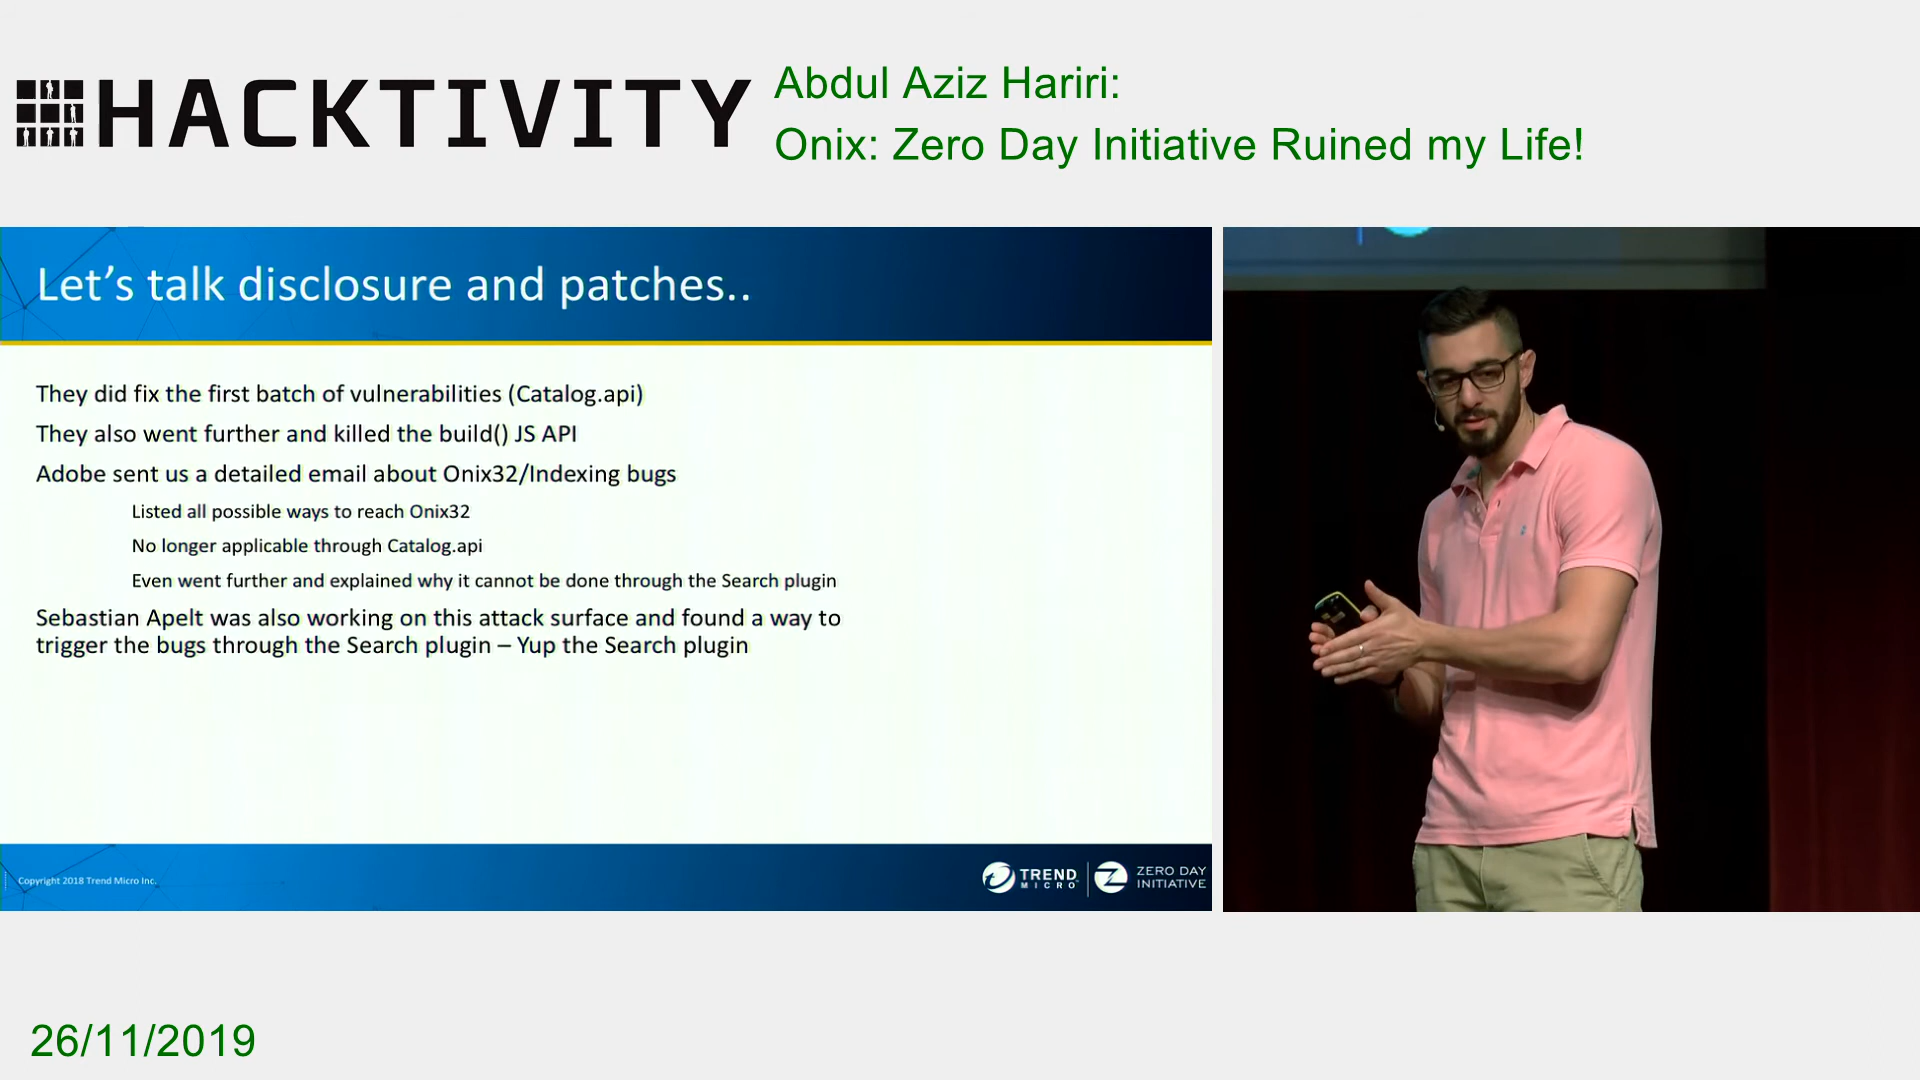 HACKTIVITY
Abdul Aziz Hariri:
Onix: Zero Day Initiative Ruined my Life!
Let's talk disclosure and patches..
They did fix the first batch of vulnerabilities (Catalog.api)
They also went further and killed the build() JS API
Adobe sent us a detailed email about Onix32/Indexing bugs
Listed all possible ways to reach Onix32
No longer applicable through Catalog.api
Even went further and explained why it cannot be done through the Search plugin
Sebastian Apelt was also working on this attack surface and found a way to
trigger the bugs through the Search plugin – Yup the Search plugin
Copyright 2018 Trend Micro Inc.
TREND
MICRO
ZERO DAY
INITIATIVE
26/11/2019